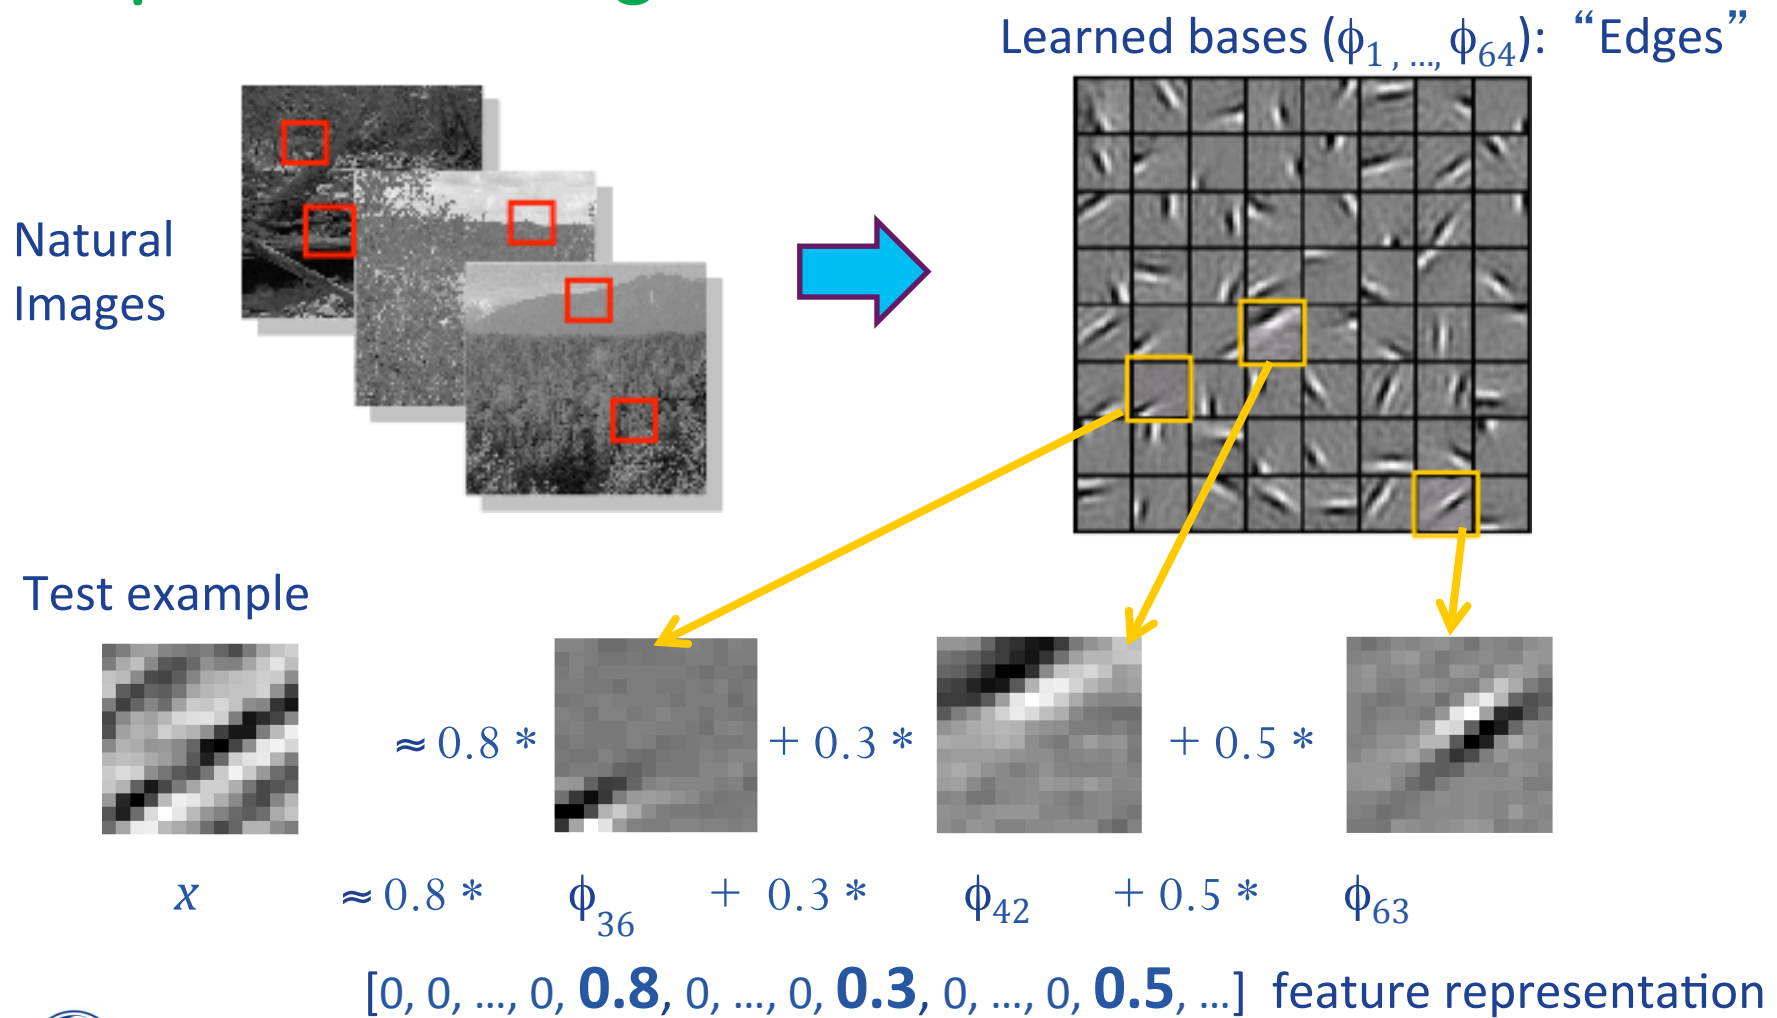 Learned bases (ϕ1 , ..., ϕ64): “Edges”
Natural
Images
Test example
≈ 0.8 * + 0.3 * + 0.5 *
x ≈ 0.8 * ϕ36 + 0.3 * ϕ42 + 0.5 * ϕ63
[0, 0, ..., 0, 0.8, 0, ..., 0, 0.3, 0, ..., 0, 0.5, ...] feature representation